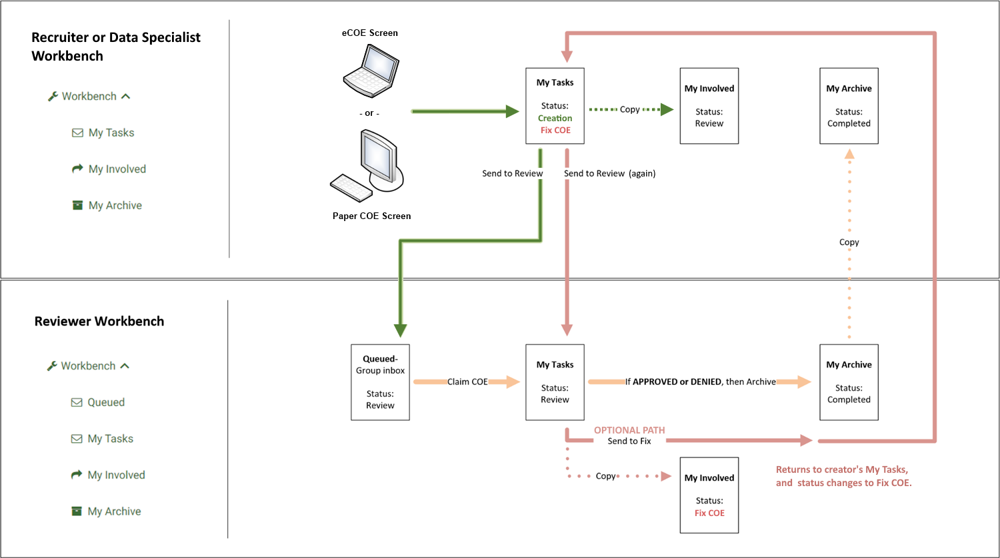 Recruiter or Data Specialist
Workbench
Workbench
My Tasks
My Involved
My Archive
eCOE Screen
- or -
Paper COE Screen
My Tasks
Status:
Creation
Fix COE
Copy
My Involved
Status:
Review
My Archive
Status:
Completed
Send to Review
Send to Review (again)
Copy
Reviewer Workbench
Workbench
Queued
My Tasks
My Involved
My Archive
Queued-
Group inbox
Status:
Review
Claim COE
My Tasks
Status:
Review
If APPROVED or DENIED, then Archive
My Archive
Status:
Completed
OPTIONAL PATH
Send to Fix
Copy
My Involved
Status:
Fix COE
Returns to creator's My Tasks,
and status changes to Fix COE.